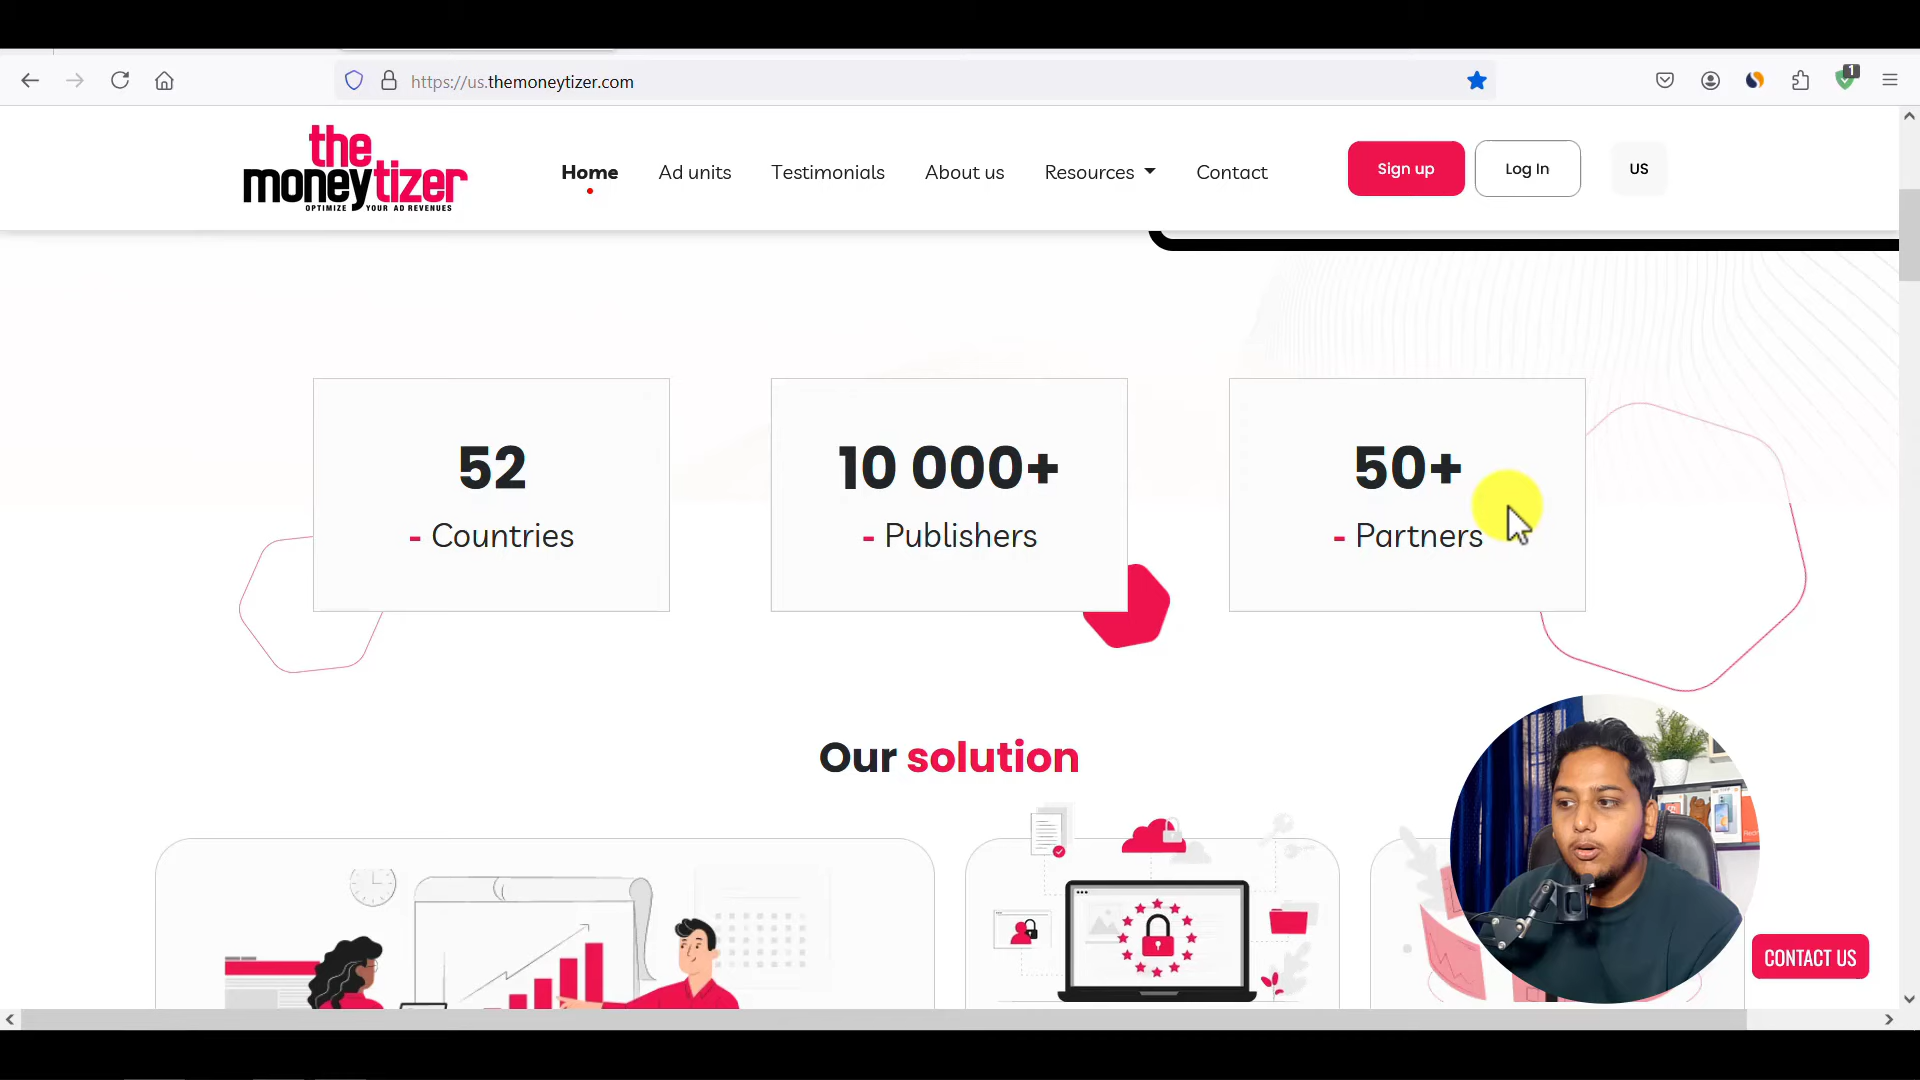 https://us.themoneytizer.com
1
the
moneytizer
OPTIMIZE YOUR AD REVENUES
Home
Ad units
Testimonials
About us
Resources
Contact
Sign up
Log In
US
52
- Countries
10 000+
- Publishers
50+
- Partners
Our solution
CONTACT US